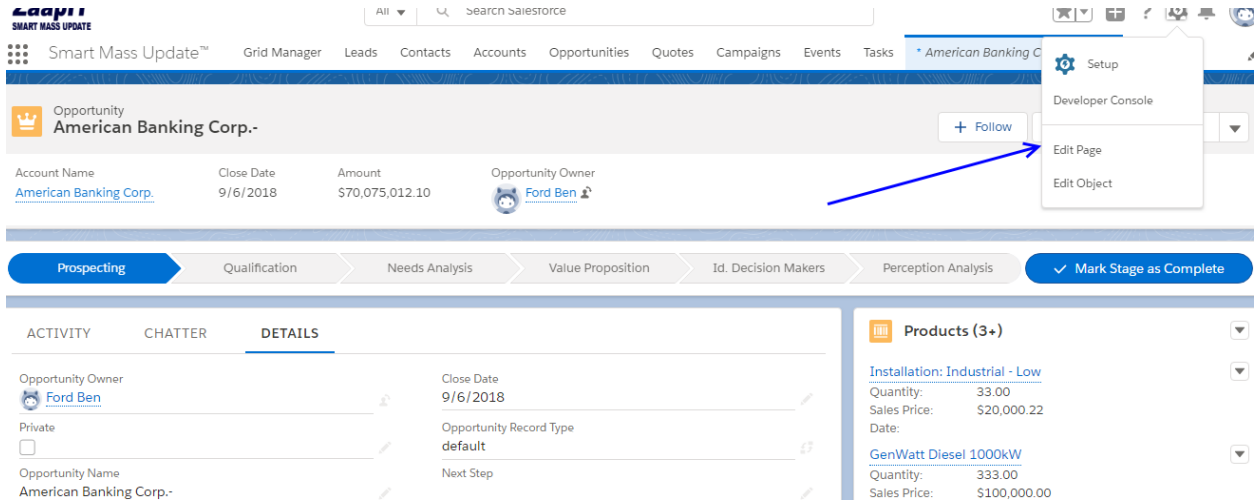 SMART MASS UPDATE
All
Search Salesforce
Smart Mass Update™ Grid Manager Leads Contacts Accounts Opportunities Quotes Campaigns Events Tasks * American Banking C
Setup
Developer Console
Edit Page
Edit Object
Opportunity
American Banking Corp.-
+ Follow
Account Name Close Date Amount Opportunity Owner
American Banking Corp. 9/6/2018 $70,075,012.10 Ford Ben
Prospecting Qualification Needs Analysis Value Proposition Id. Decision Makers Perception Analysis ✓ Mark Stage as Complete
ACTIVITY CHATTER DETAILS
Opportunity Owner Close Date
Ford Ben 9/6/2018
Private Opportunity Record Type
default
Opportunity Name Next Step
American Banking Corp.-
Products (3+)
Installation: Industrial - Low
Quantity: 33.00
Sales Price: $20,000.22
Date:
GenWatt Diesel 1000kW
Quantity: 333.00
Sales Price: $100,000.00